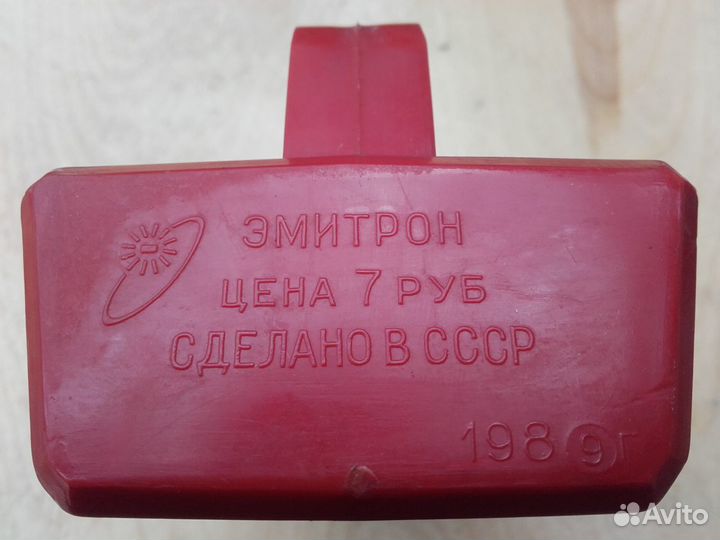 ЭМИТРОН
ЦЕНА 7 РУБ
СДЕЛАНО В СССР
1989г
Avito